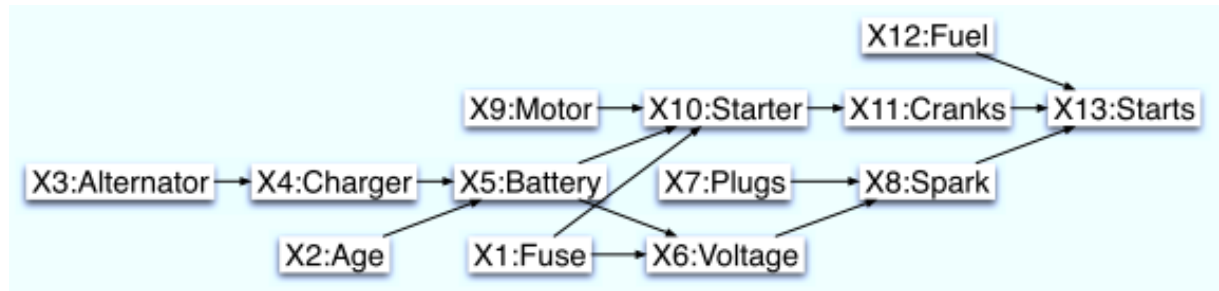 X12:Fuel
X9:Motor X10:Starter X11:Cranks X13:Starts
X3:Alternator X4:Charger X5:Battery X7:Plugs X8:Spark
X2:Age X1:Fuse X6:Voltage